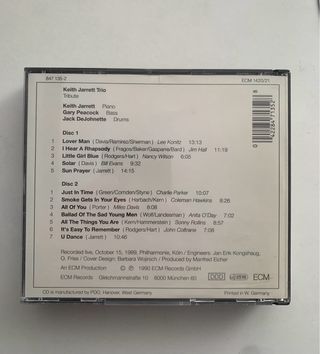 847 135-2
ECM 1420/21
Keith Jarrett Trio
Tribute
Keith Jarrett Piano
Gary Peacock Bass
Jack DeJohnette Drums
Disc 1
1 Lover Man (Davis/Ramirez/Sherman) Lee Konitz 13:13
2 I Hear A Rhapsody (Fragos/Baker/Gasparre/Bard) Jim Hall 11:19
3 Little Girl Blue (Rodgers/Hart) Nancy Wilson 6:05
4 Solar (Davis) Bill Evans 9:32
5 Sun Prayer (Jarrett) 14:15
Disc 2
1 Just In Time (Green/Comden/Styne) Charlie Parker 10:07
2 Smoke Gets In Your Eyes (Harbach/Kern) Coleman Hawkins 8:26
3 All Of You (Porter) Miles Davis 8:08
4 Ballad Of The Sad Young Men (Wolf/Landesman) Anita O'Day 7:01
5 All The Things You Are (Kern/Hammerstein) Sonny Rollins 8:57
6 It's Easy To Remember (Rodgers/Hart) John Coltrane 7:08
7 U Dance (Jarrett) 10:46
Recorded live, October 15, 1989, Philharmonie, Köln / Engineers: Jan Erik Kongshaug,
O. Fries / Cover Design: Barbara Wojirsch / Produced by Manfred Eicher
An ECM Production
℗ © 1990 ECM Records GmbH
ECM Records Gleichmannstraße 10 8000 München 83
DDD
ECM
CD is manufactured by PDO, Hanover, West Germany
Printed in W. Germany